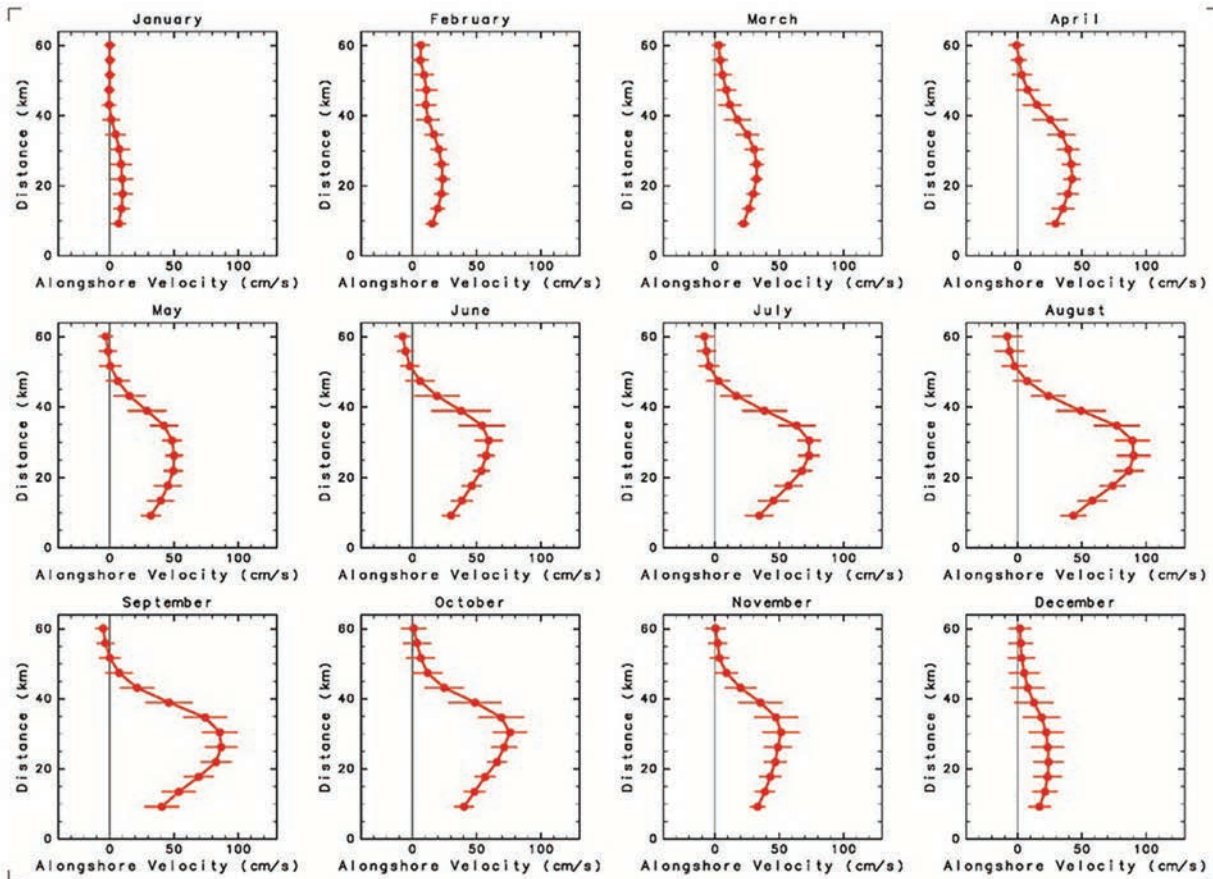 January February March April
60 60 60 60
40 40 40 40
20 20 20 20
0 0 0 0
Distance (km) Distance (km) Distance (km) Distance (km)
0 50 100 0 50 100 0 50 100 0 50 100
Alongshore Velocity (cm/s) Alongshore Velocity (cm/s) Alongshore Velocity (cm/s) Alongshore Velocity (cm/s)
May June July August
60 60 60 60
40 40 40 40
20 20 20 20
0 0 0 0
Distance (km) Distance (km) Distance (km) Distance (km)
0 50 100 0 50 100 0 50 100 0 50 100
Alongshore Velocity (cm/s) Alongshore Velocity (cm/s) Alongshore Velocity (cm/s) Alongshore Velocity (cm/s)
September October November December
60 60 60 60
40 40 40 40
20 20 20 20
0 0 0 0
Distance (km) Distance (km) Distance (km) Distance (km)
0 50 100 0 50 100 0 50 100 0 50 100
Alongshore Velocity (cm/s) Alongshore Velocity (cm/s) Alongshore Velocity (cm/s) Alongshore Velocity (cm/s)